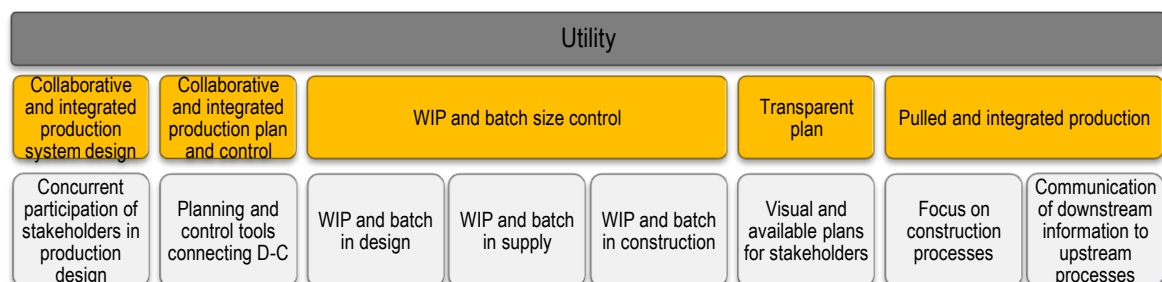 Utility
Collaborative
and integrated
production
system design
Collaborative
and integrated
production plan
and control
WIP and batch size control
Transparent
plan
Pulled and integrated production
Concurrent
participation of
stakeholders in
production
design
Planning and
control tools
connecting D-C
WIP and batch
in design
WIP and batch
in supply
WIP and batch
in construction
Visual and
available plans
for stakeholders
Focus on
construction
processes
Communication
of downstream
information to
upstream
processes